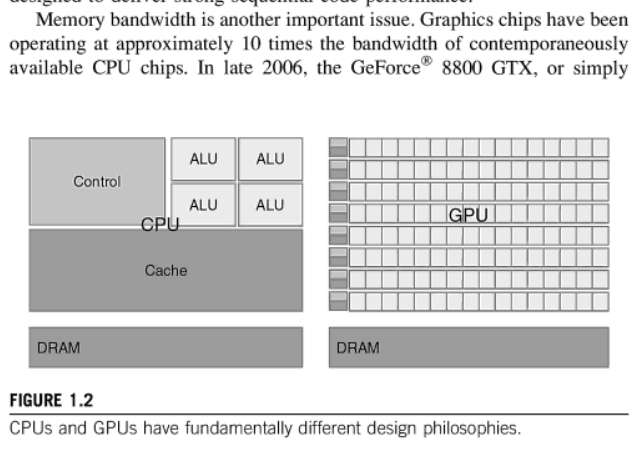 Memory bandwidth is another important issue. Graphics chips have been
operating at approximately 10 times the bandwidth of contemporaneously
available CPU chips. In late 2006, the GeForce® 8800 GTX, or simply
Control
ALU
ALU
ALU
ALU
CPU
Cache
DRAM
GPU
DRAM
FIGURE 1.2
CPUs and GPUs have fundamentally different design philosophies.